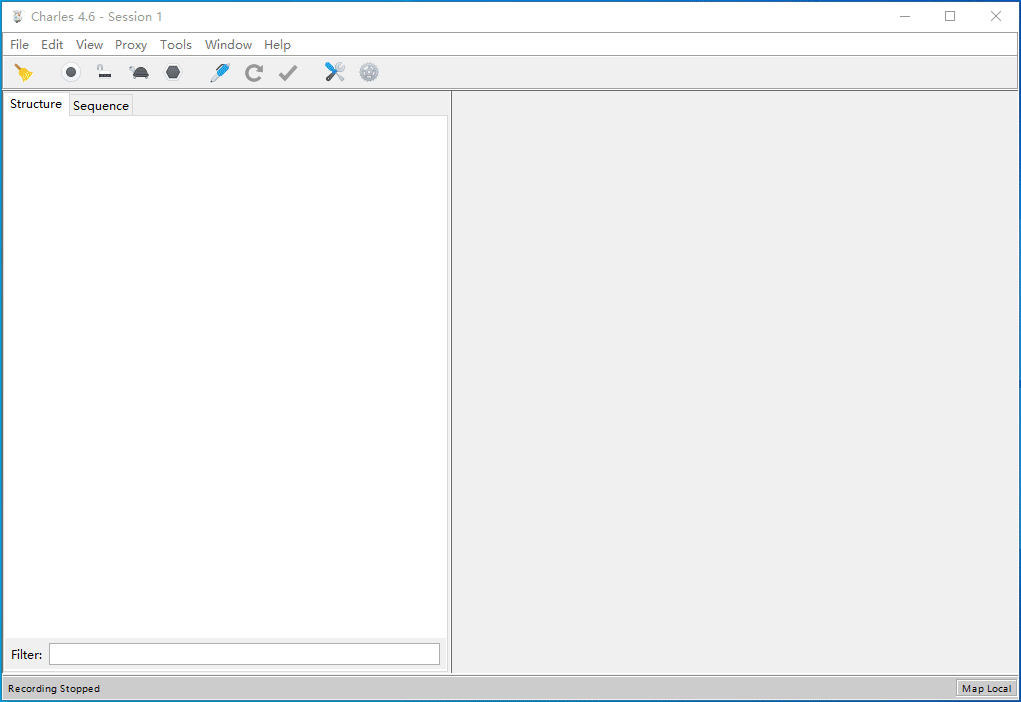 Charles 4.6 - Session 1
File Edit View Proxy Tools Window Help
Structure Sequence
Filter:
Recording Stopped Map Local